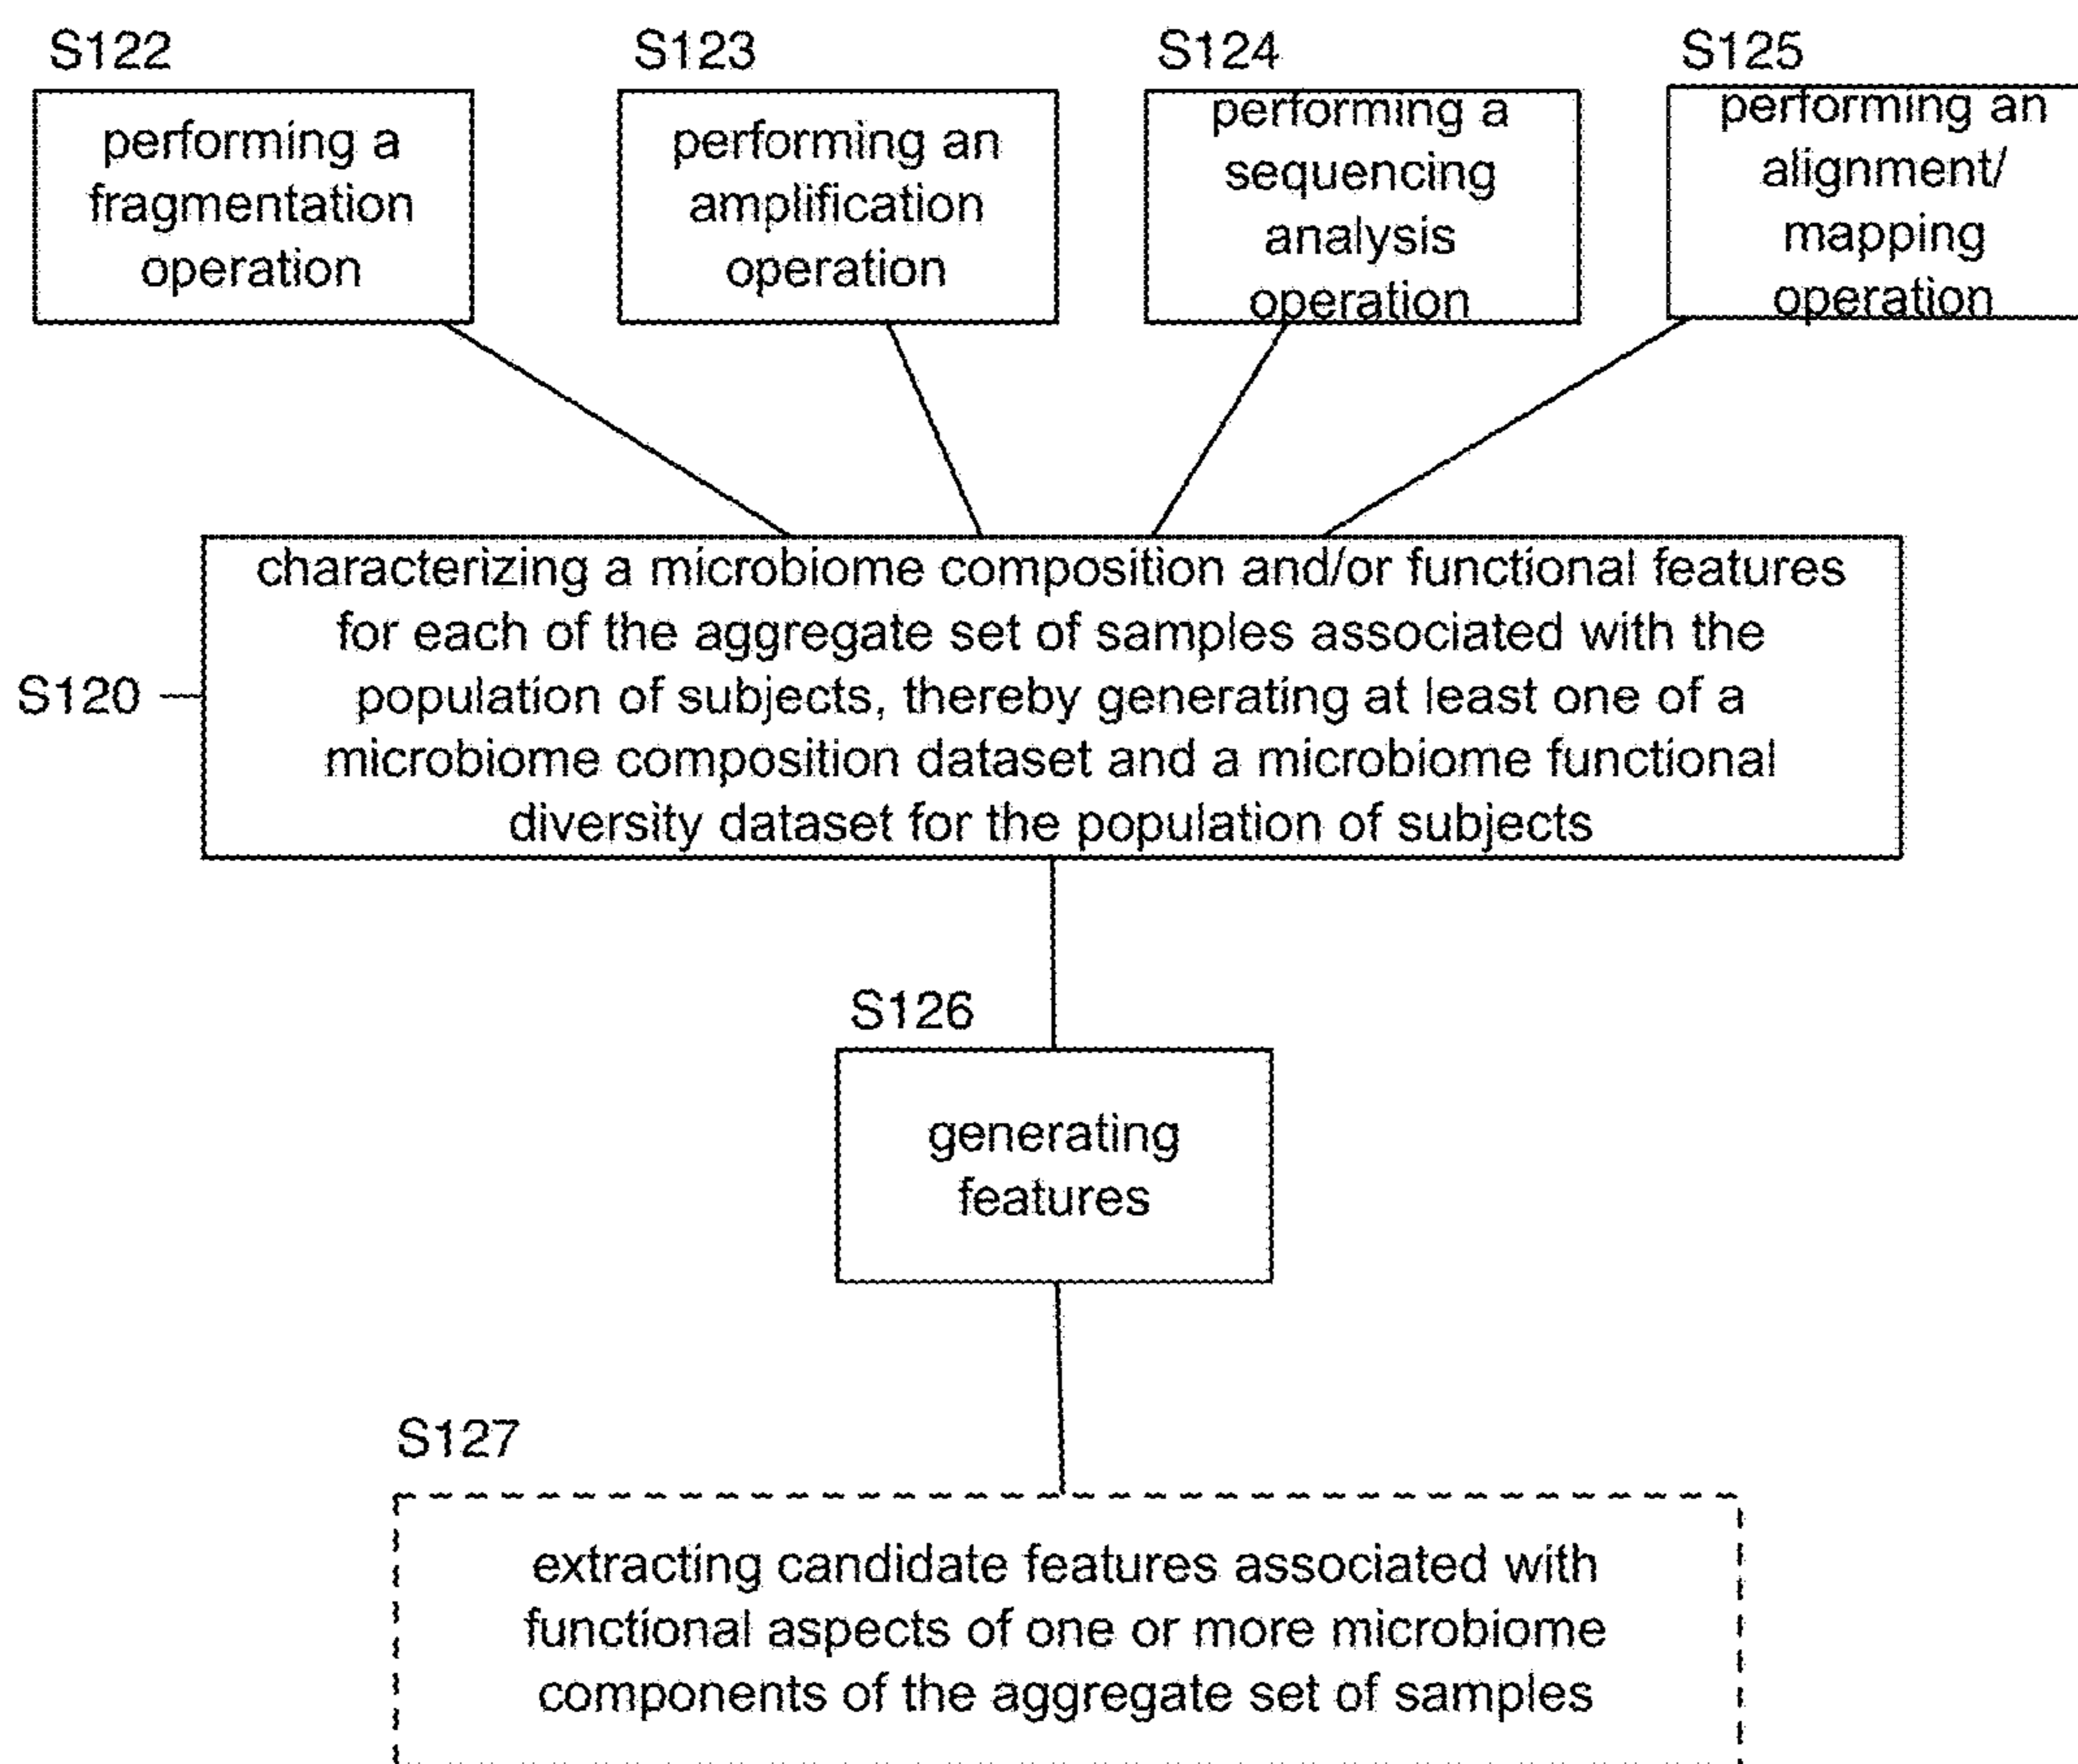 S122
performing a
fragmentation
operation
S123
performing an
amplification
operation
S124
performing a
sequencing
analysis
operation
S125
performing an
alignment/
mapping
operation
S120
characterizing a microbiome composition and/or functional features
for each of the aggregate set of samples associated with the
population of subjects, thereby generating at least one of a
microbiome composition dataset and a microbiome functional
diversity dataset for the population of subjects
S126
generating
features
S127
extracting candidate features associated with
functional aspects of one or more microbiome
components of the aggregate set of samples